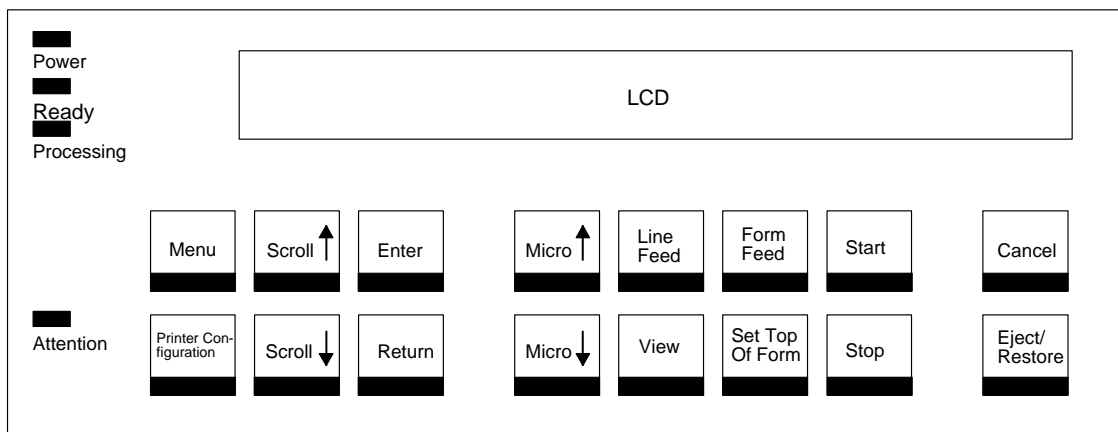 Power
Ready
Processing
LCD
Menu
Scroll
Enter
Micro
Line
Feed
Form
Feed
Start
Cancel
Attention
Printer Con-
figuration
Scroll
Return
Micro
View
Set Top
Of Form
Stop
Eject/
Restore